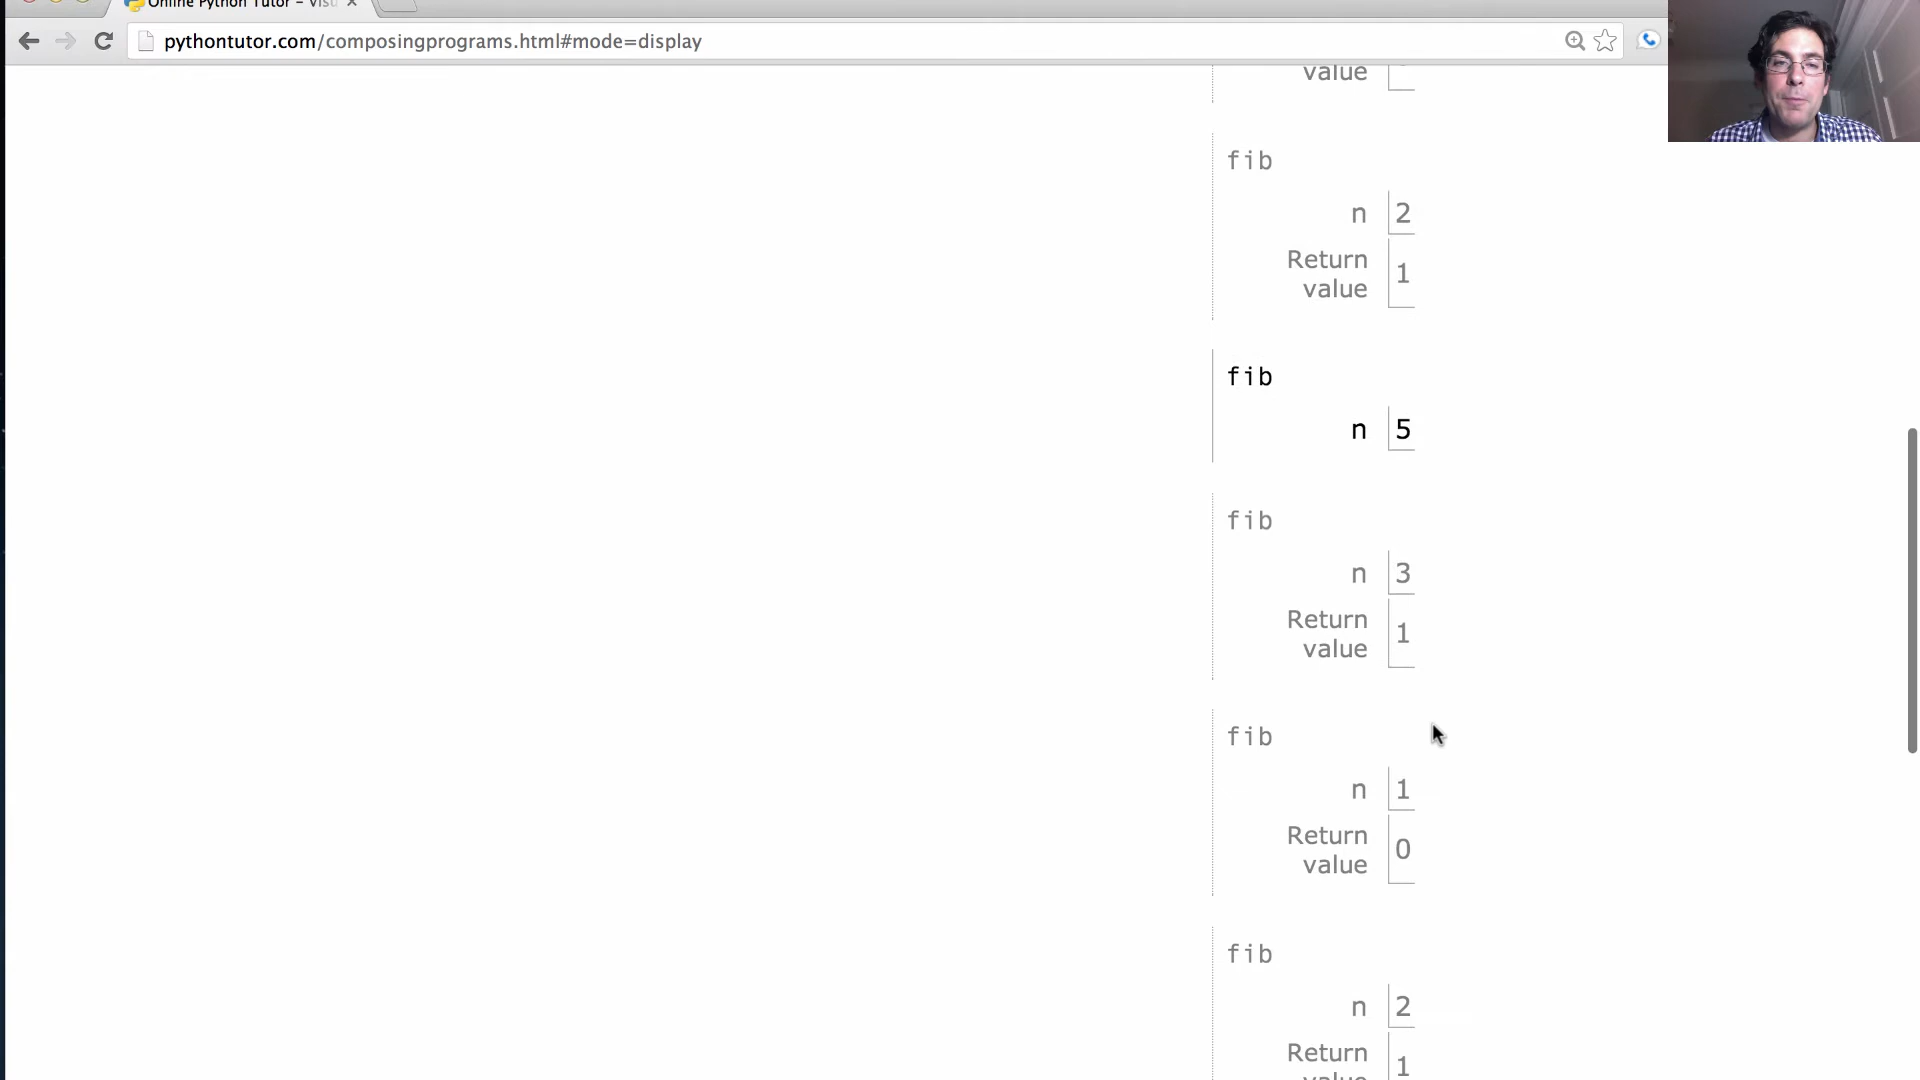 Online Python Tutor – Visu
pythontutor.com/composingprograms.html#mode=display
value
fib
n 2
Return
value 1
fib
n 5
fib
n 3
Return
value 1
fib
n 1
Return
value 0
fib
n 2
Return
value 1